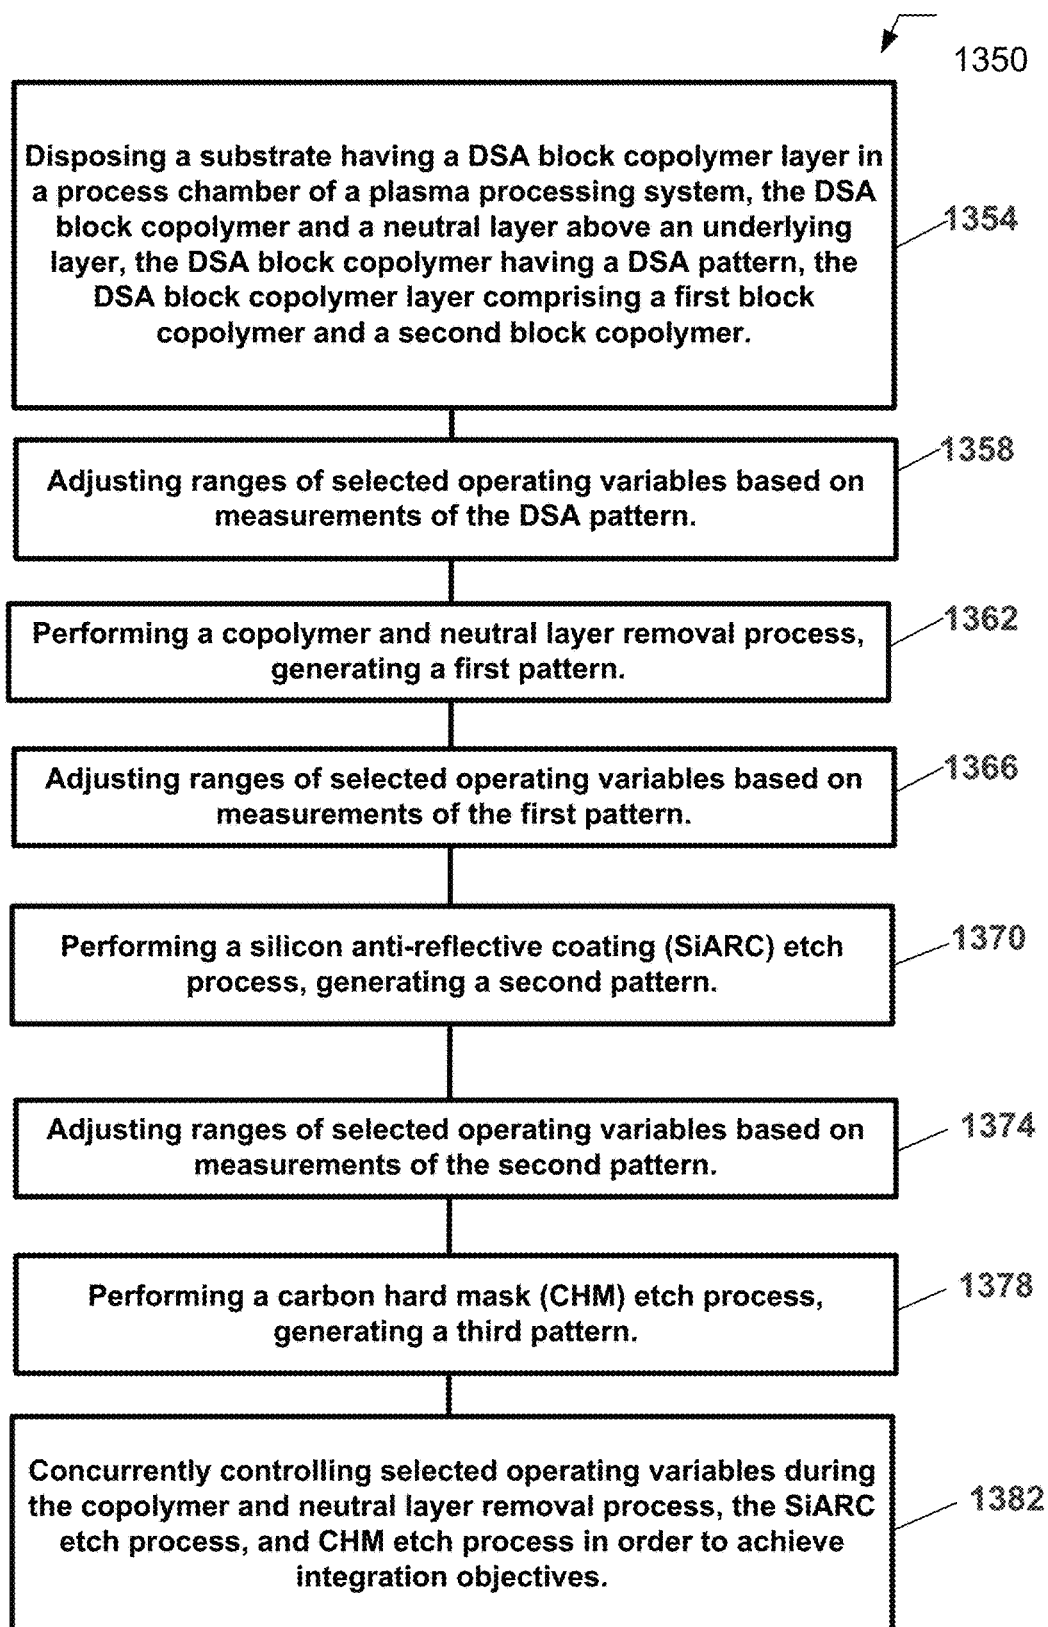 1350
Disposing a substrate having a DSA block copolymer layer in
a process chamber of a plasma processing system, the DSA
block copolymer and a neutral layer above an underlying
layer, the DSA block copolymer having a DSA pattern, the
DSA block copolymer layer comprising a first block
copolymer and a second block copolymer.
1354
1358
Adjusting ranges of selected operating variables based on
measurements of the DSA pattern.
1362
Performing a copolymer and neutral layer removal process,
generating a first pattern.
1366
Adjusting ranges of selected operating variables based on
measurements of the first pattern.
1370
Performing a silicon anti-reflective coating (SiARC) etch
process, generating a second pattern.
1374
Adjusting ranges of selected operating variables based on
measurements of the second pattern.
1378
Performing a carbon hard mask (CHM) etch process,
generating a third pattern.
Concurrently controlling selected operating variables during
the copolymer and neutral layer removal process, the SiARC
etch process, and CHM etch process in order to achieve
integration objectives.
1382